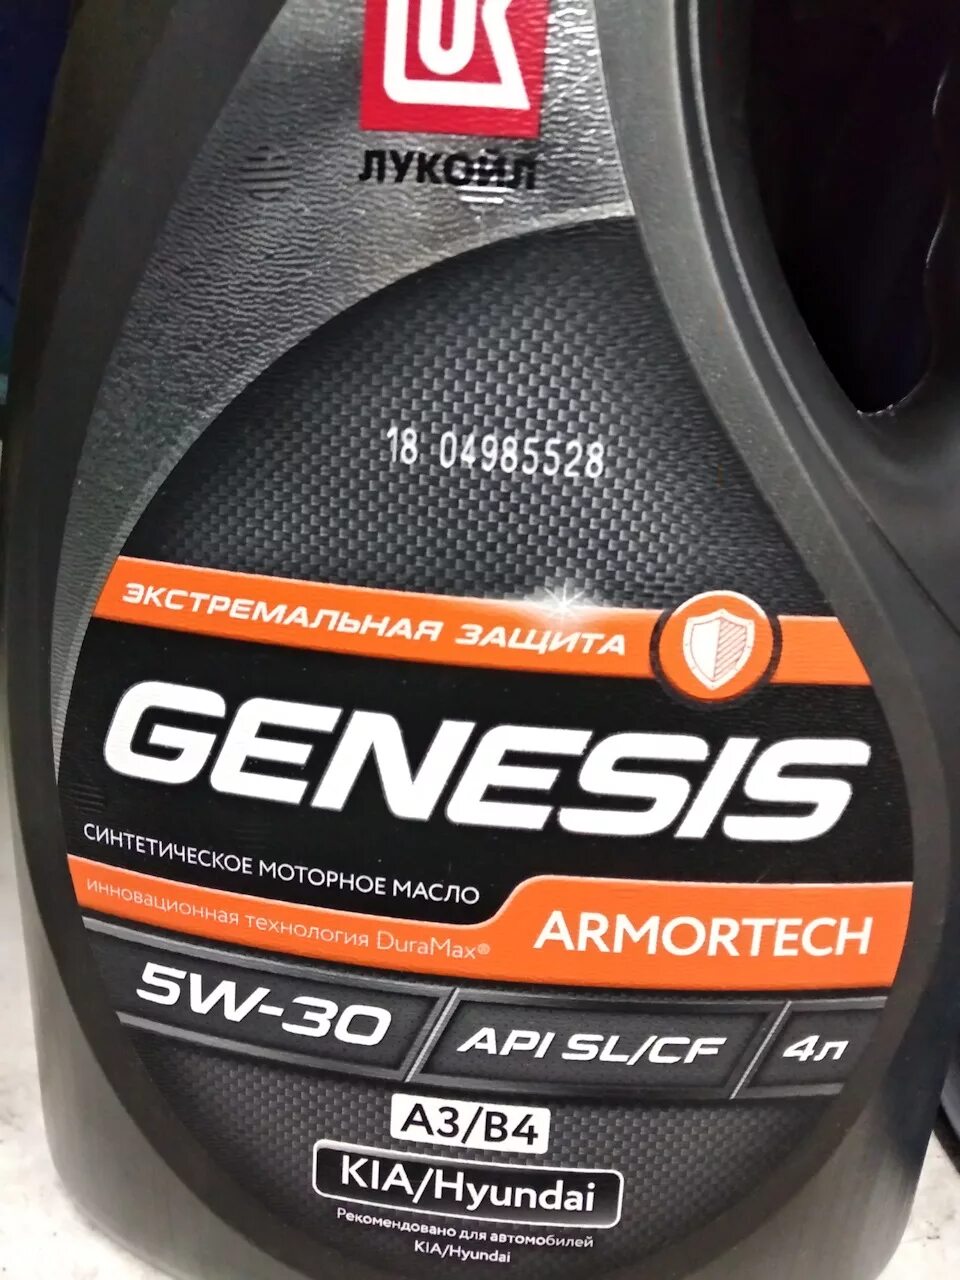 ЛУКОЙЛ
18 04985528
ЭКСТРЕМАЛЬНАЯ ЗАЩИТА
GENESIS
СИНТЕТИЧЕСКОЕ МОТОРНОЕ МАСЛО
инновационная технология DuraMax®
ARMORTECH
5W-30
API SL/CF
4л
A3/B4
KIA/Hyundai
Рекомендовано для автомобилей
KIA/Hyundai